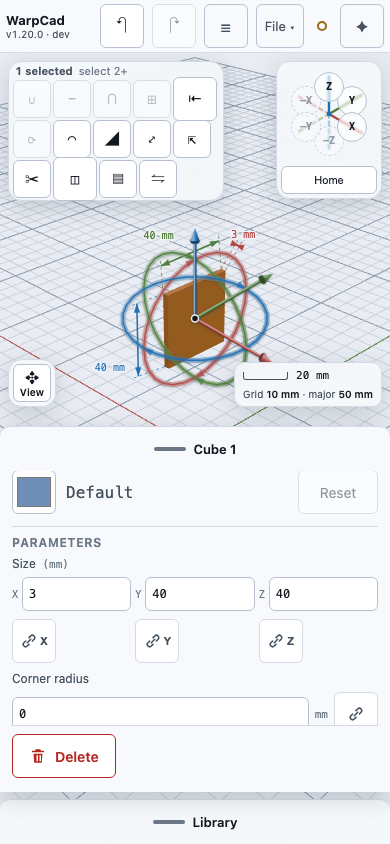 WarpCad
v1.20.0 · dev
File
1 selected select 2+
Z
-X
Y
-Y
X
-Z
Home
40 mm
3 mm
40 mm
View
20 mm
Grid 10 mm · major 50 mm
Cube 1
Default
Reset
PARAMETERS
Size (mm)
X 3 Y 40 Z 40
X Y Z
Corner radius
0 mm
Delete
Library